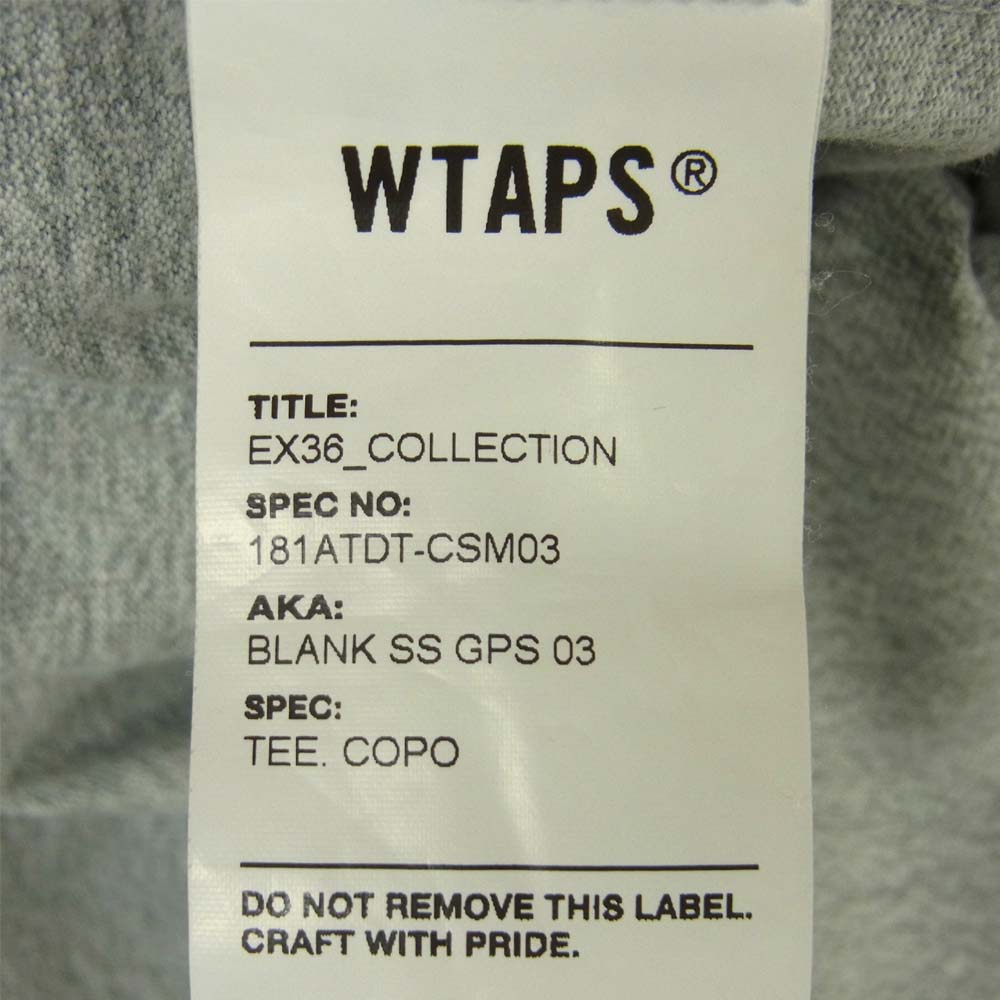 WTAPS®
TITLE:
EX36_COLLECTION
SPEC NO:
181ATDT-CSM03
AKA:
BLANK SS GPS 03
SPEC:
TEE. COPO
DO NOT REMOVE THIS LABEL.
CRAFT WITH PRIDE.